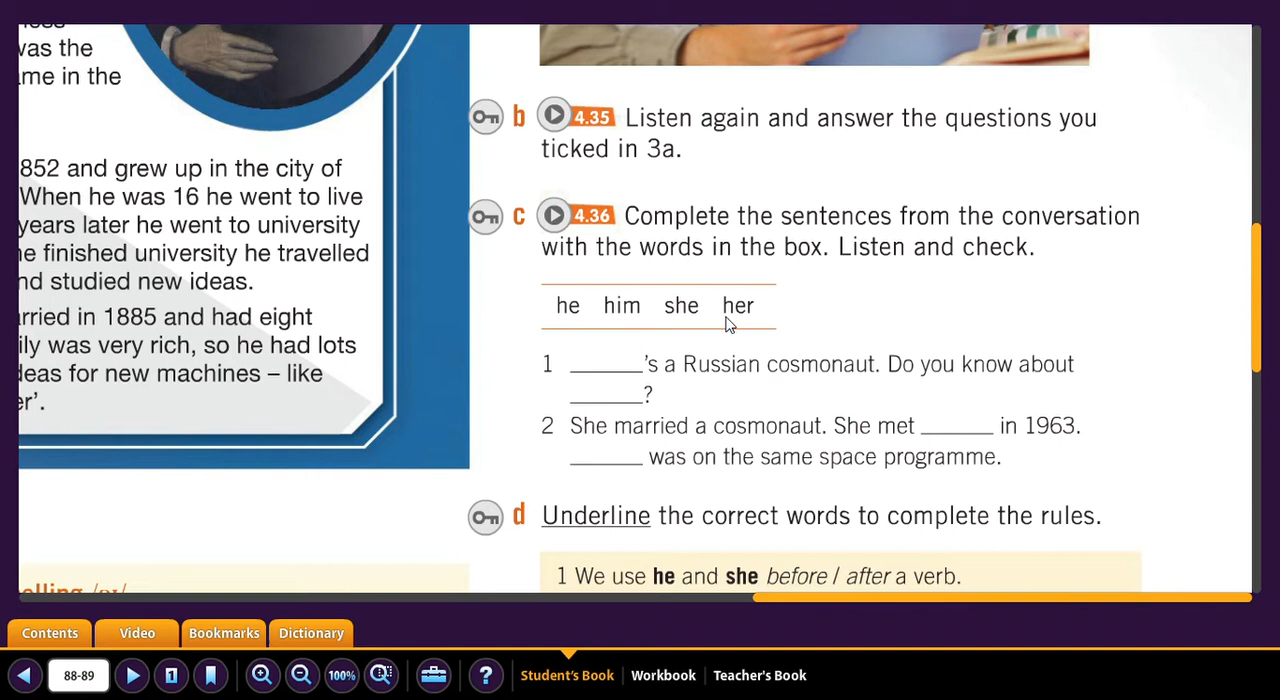 was the
me in the
852 and grew up in the city of
When he was 16 he went to live
years later he went to university
he finished university he travelled
nd studied new ideas.
rried in 1885 and had eight
ily was very rich, so he had lots
deas for new machines – like
er'.
b 4.35 Listen again and answer the questions you
ticked in 3a.
c 4.36 Complete the sentences from the conversation
with the words in the box. Listen and check.
he him she her
1 ______'s a Russian cosmonaut. Do you know about
______?
2 She married a cosmonaut. She met ______ in 1963.
______ was on the same space programme.
d Underline the correct words to complete the rules.
1 We use he and she before / after a verb.
Contents Video Bookmarks Dictionary
88-89 1 100% ? Student's Book Workbook Teacher's Book